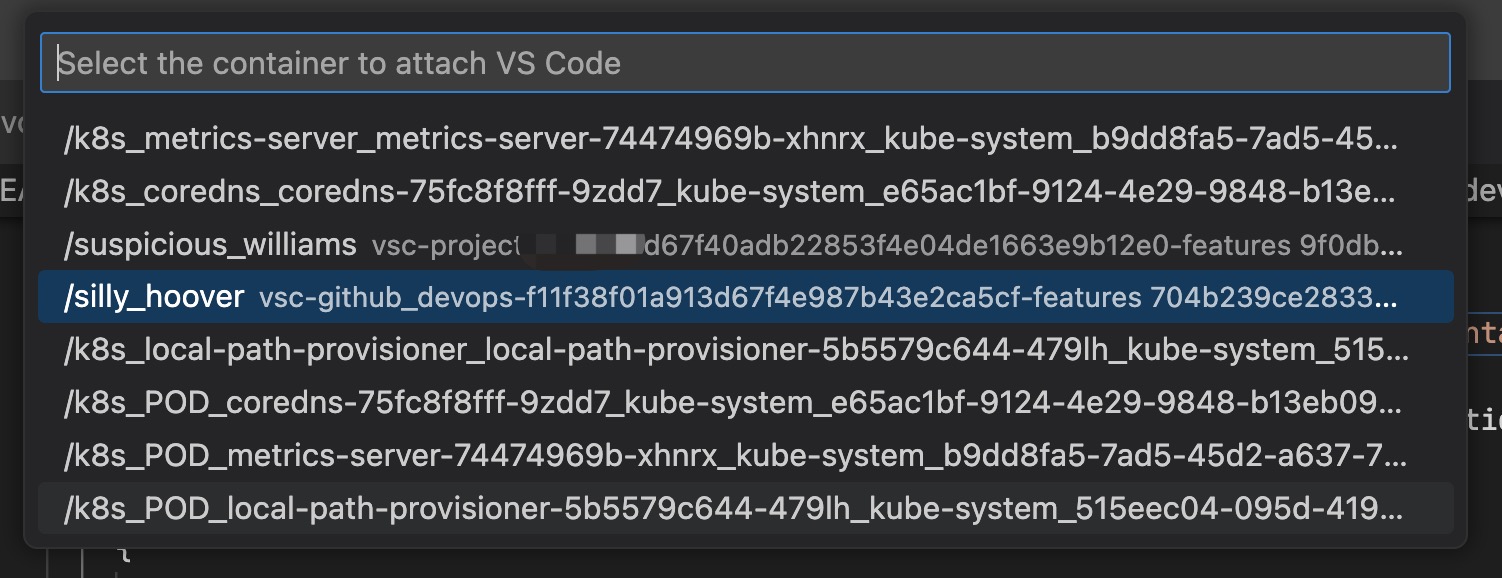 Select the container to attach VS Code
/k8s_metrics-server_metrics-server-74474969b-xhnrx_kube-system_b9dd8fa5-7ad5-45...
/k8s_coredns_coredns-75fc8f8fff-9zdd7_kube-system_e65ac1bf-9124-4e29-9848-b13e...
/suspicious_williams vsc-project d67f40adb22853f4e04de1663e9b12e0-features 9f0db...
/silly_hoover vsc-github_devops-f11f38f01a913d67f4e987b43e2ca5cf-features 704b239ce2833...
/k8s_local-path-provisioner_local-path-provisioner-5b5579c644-479lh_kube-system_515...
/k8s_POD_coredns-75fc8f8fff-9zdd7_kube-system_e65ac1bf-9124-4e29-9848-b13eb09...
/k8s_POD_metrics-server-74474969b-xhnrx_kube-system_b9dd8fa5-7ad5-45d2-a637-7...
/k8s_POD_local-path-provisioner-5b5579c644-479lh_kube-system_515eec04-095d-419...
{